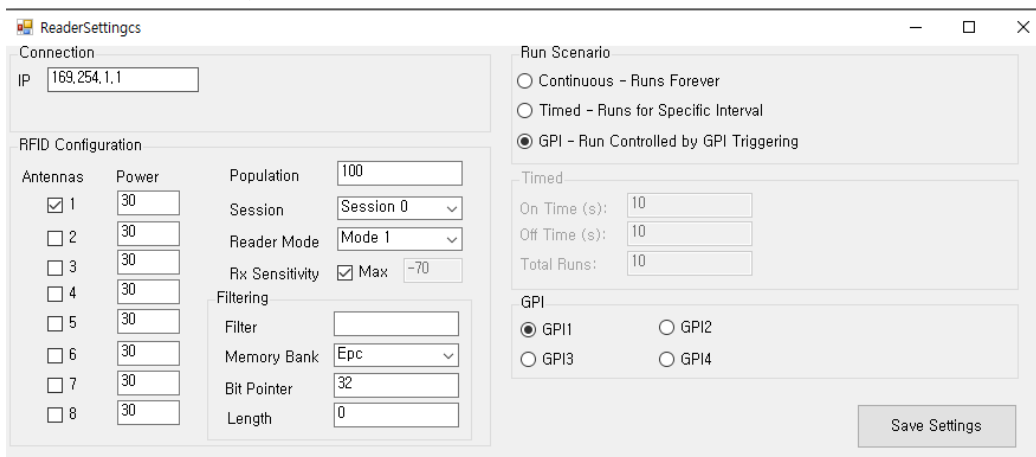 ReaderSettingcs
Connection
IP 169,254,1,1
RFID Configuration
Antennas Power
1 30
2 30
3 30
4 30
5 30
6 30
7 30
8 30
Population 100
Session Session 0
Reader Mode Mode 1
Rx Sensitivity Max -70
Filtering
Filter
Memory Bank Epc
Bit Pointer 32
Length 0
Run Scenario
Continuous - Runs Forever
Timed - Runs for Specific Interval
GPI - Run Controlled by GPI Triggering
Timed
On Time (s): 10
Off Time (s): 10
Total Runs: 10
GPI
GPI1 GPI2
GPI3 GPI4
Save Settings